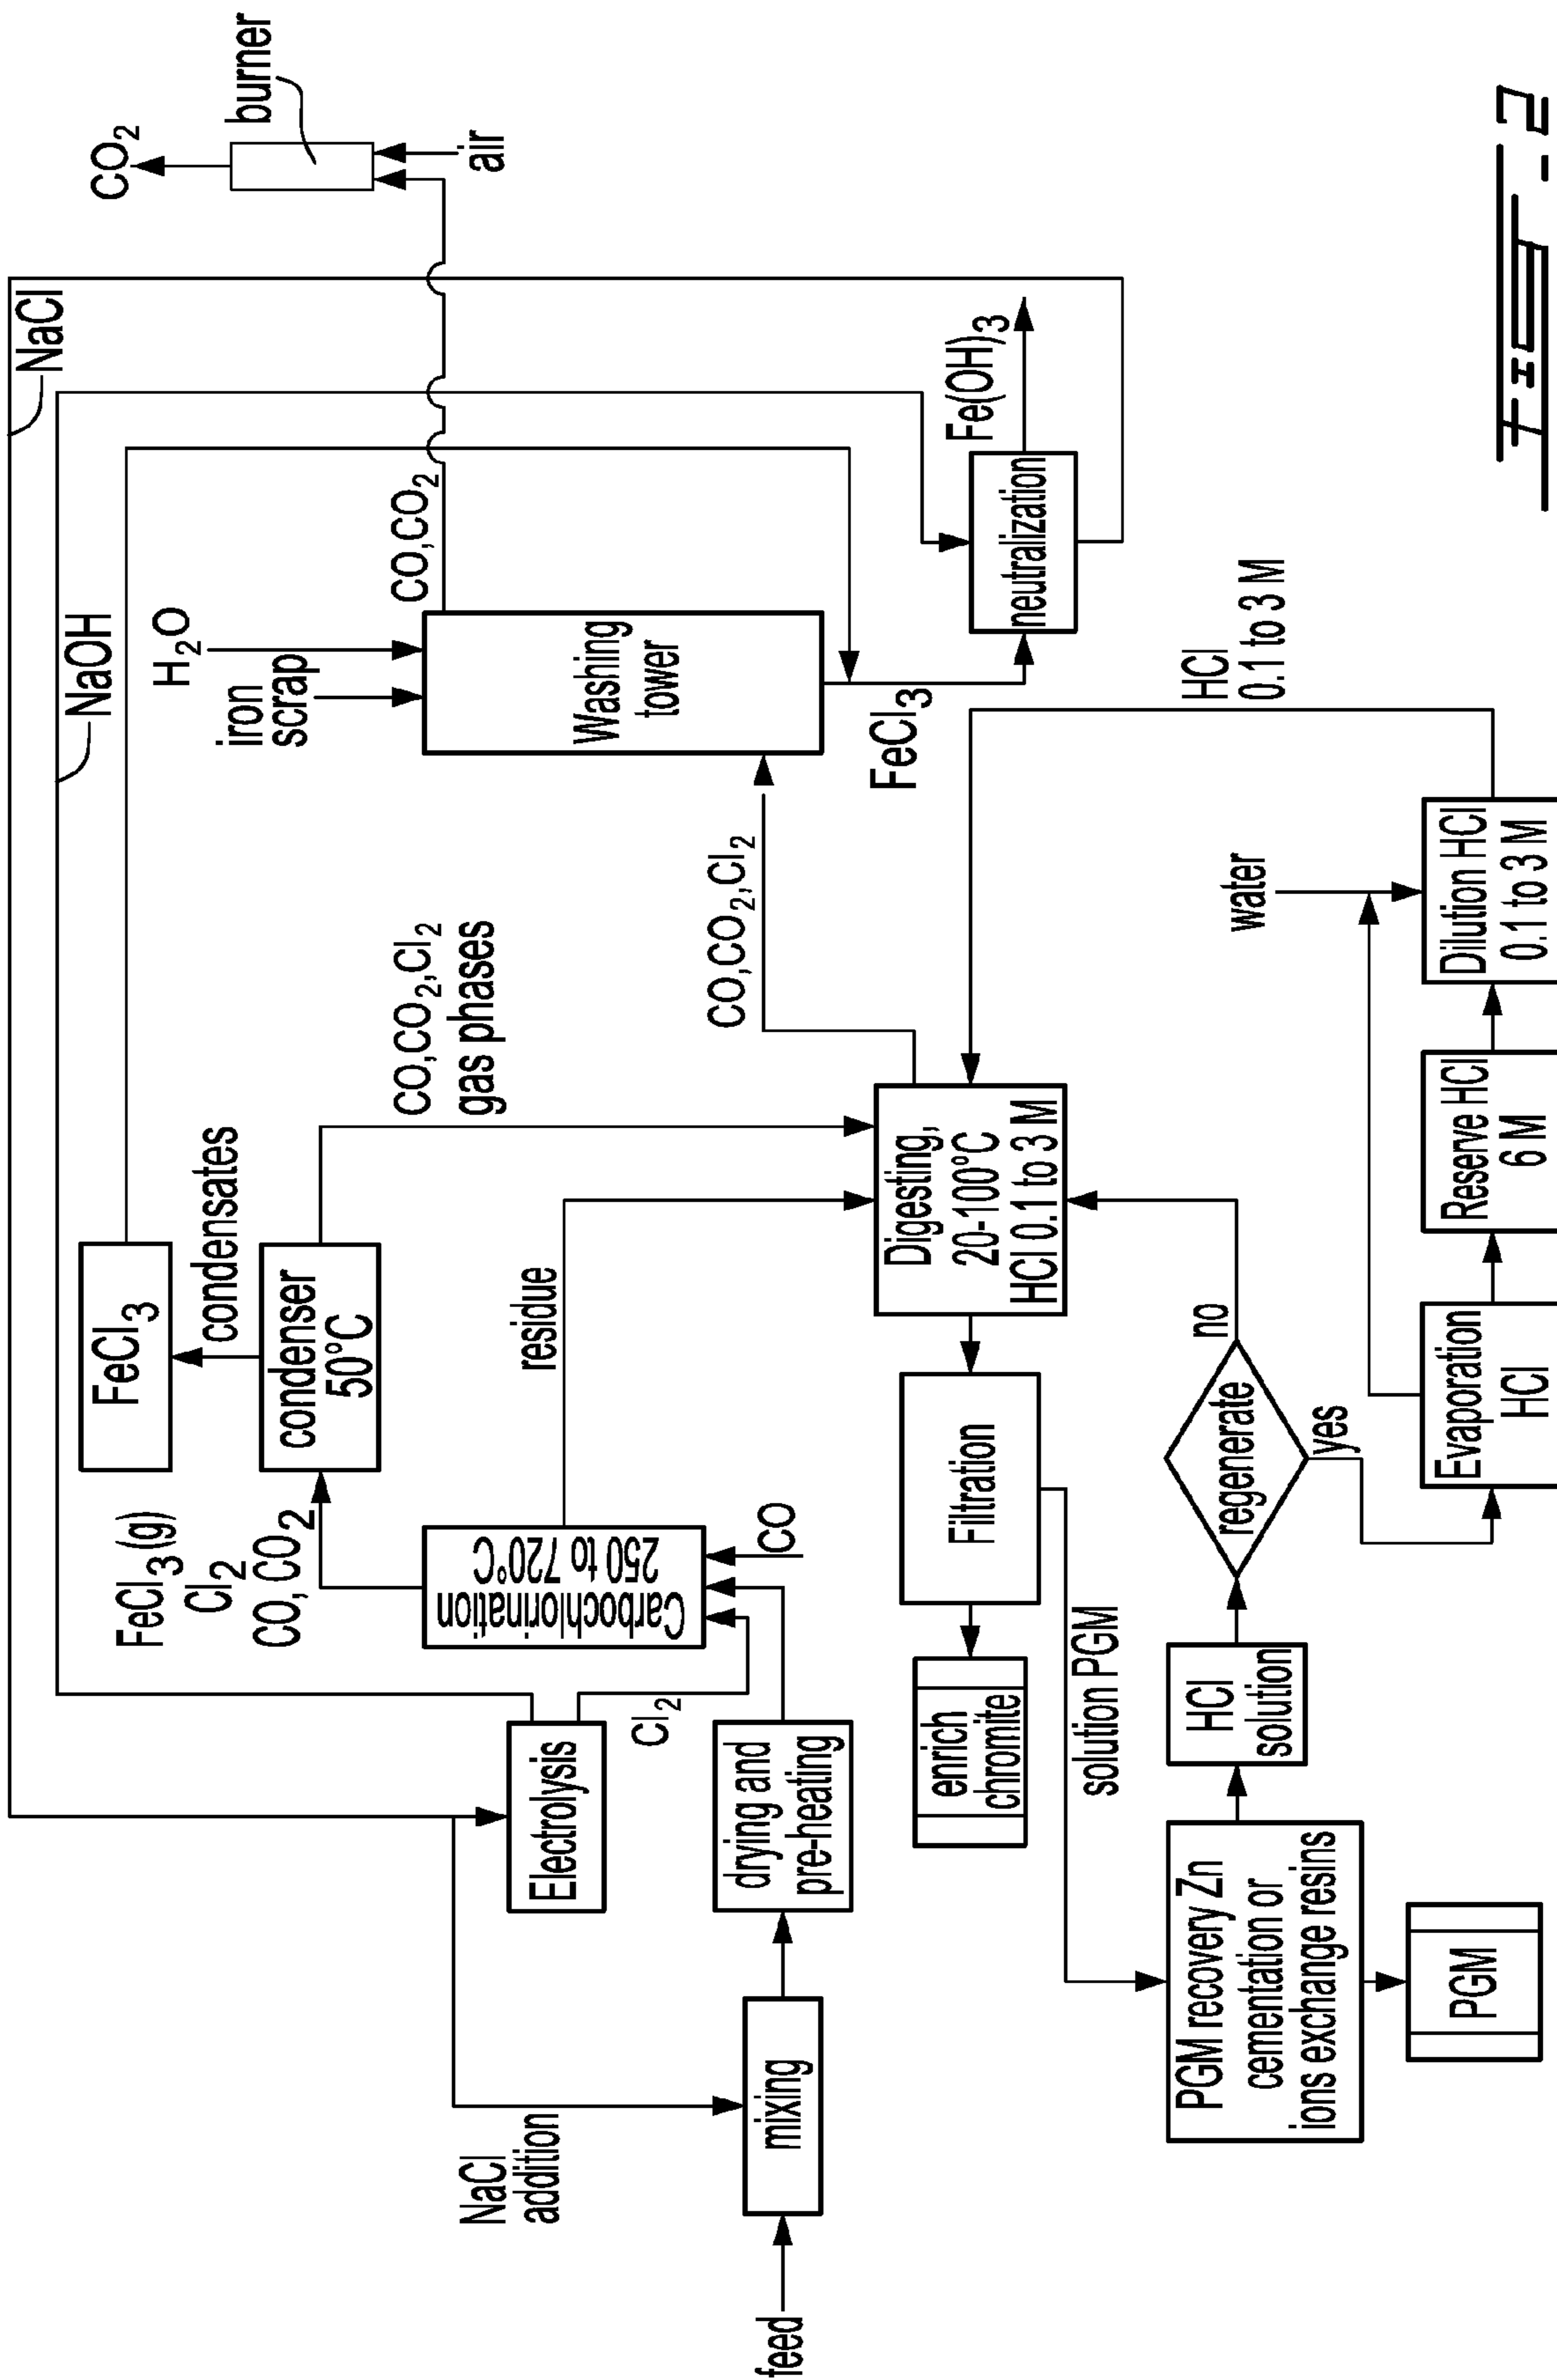 NaCl
NaOH
FeCl3
condensates
condenser
50°C
FeCl3(g)
Cl2
CO, CO2
CO,CO2,Cl2
gas phases
H2O
iron
scrap
Washing
tower
CO,CO2
CO2
burner
air
NaCl
addition
Electrolysis
Cl2
Carbochlorination
250 to 720°C
CO
residue
feed
mixing
drying and
pre-heating
CO,CO2,Cl2
FeCl3
neutralization
Fe(OH)3
Digesting,
20-100°C
HCl 0.1 to 3 M
Filtration
enrich
chromite
solution PGM
PGM recovery Zn
cementation or
ions exchange resins
PGM
HCl
solution
regenerate
no
yes
Evaporation
HCl
Reserve HCl
6 M
water
Dilution HCl
0.1 to 3 M
HCl
0.1 to 3 M
FIG - 2